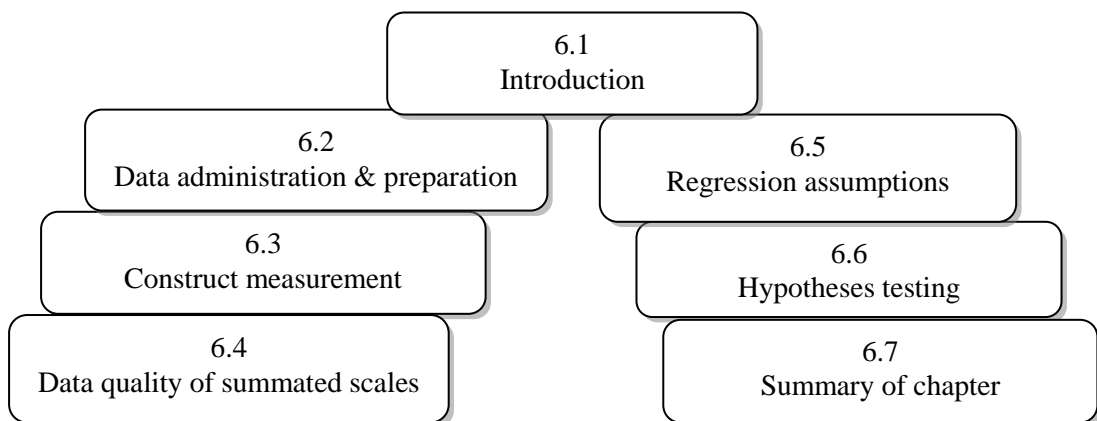 6.1
Introduction
6.2
Data administration & preparation
6.3
Construct measurement
6.4
Data quality of summated scales
6.5
Regression assumptions
6.6
Hypotheses testing
6.7
Summary of chapter